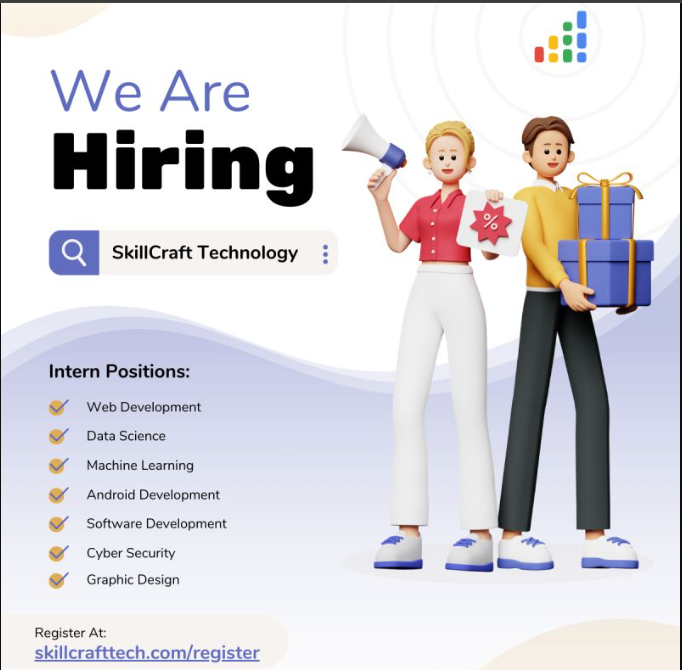 We Are
Hiring
SkillCraft Technology
%
Intern Positions:
Web Development
Data Science
Machine Learning
Android Development
Software Development
Cyber Security
Graphic Design
Register At:
skillcrafttech.com/register